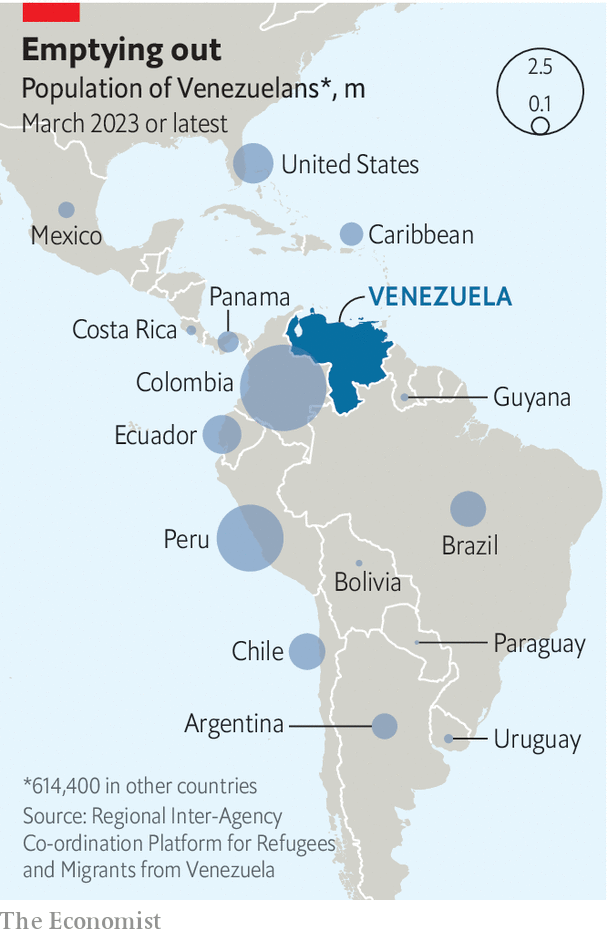 Emptying out
Population of Venezuelans*, m
March 2023 or latest
2.5
0.1
United States
Mexico
Caribbean
Panama
VENEZUELA
Costa Rica
Colombia
Guyana
Ecuador
Peru
Brazil
Bolivia
Chile
Paraguay
Argentina
Uruguay
*614,400 in other countries
Source: Regional Inter-Agency
Co-ordination Platform for Refugees
and Migrants from Venezuela
The Economist